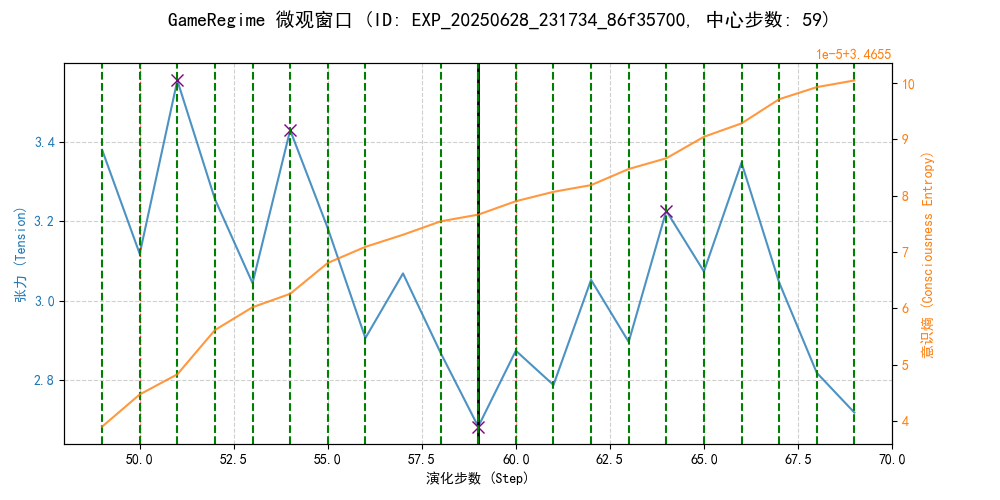 GameRegime 微观窗口 (ID: EXP_20250628_231734_86f35700, 中心步数: 59)
1e-5+3.4655
张力 (Tension)
3.4
3.2
3.0
2.8
10
9
8
7
6
5
4
意识熵 (Consciousness Entropy)
50.0 52.5 55.0 57.5 60.0 62.5 65.0 67.5 70.0
演化步数 (Step)